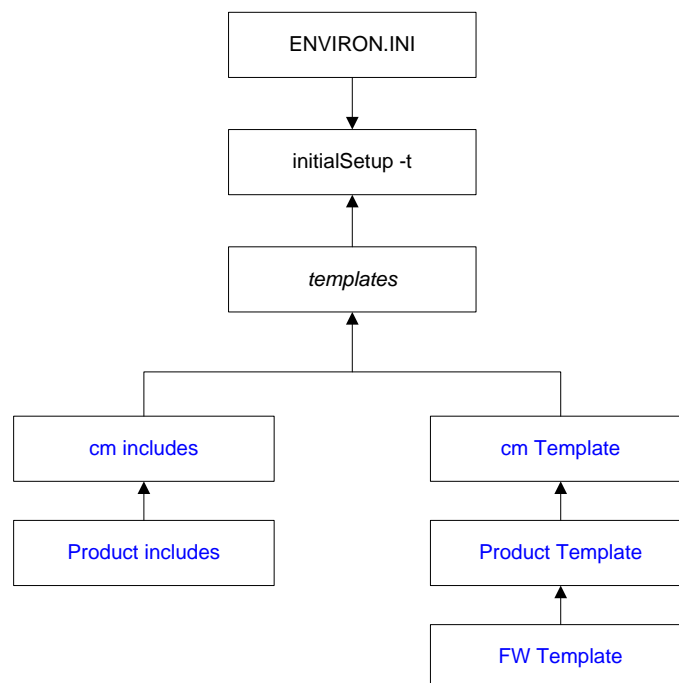 ENVIRON.INI
initialSetup -t
templates
cm includes
cm Template
Product includes
Product Template
FW Template